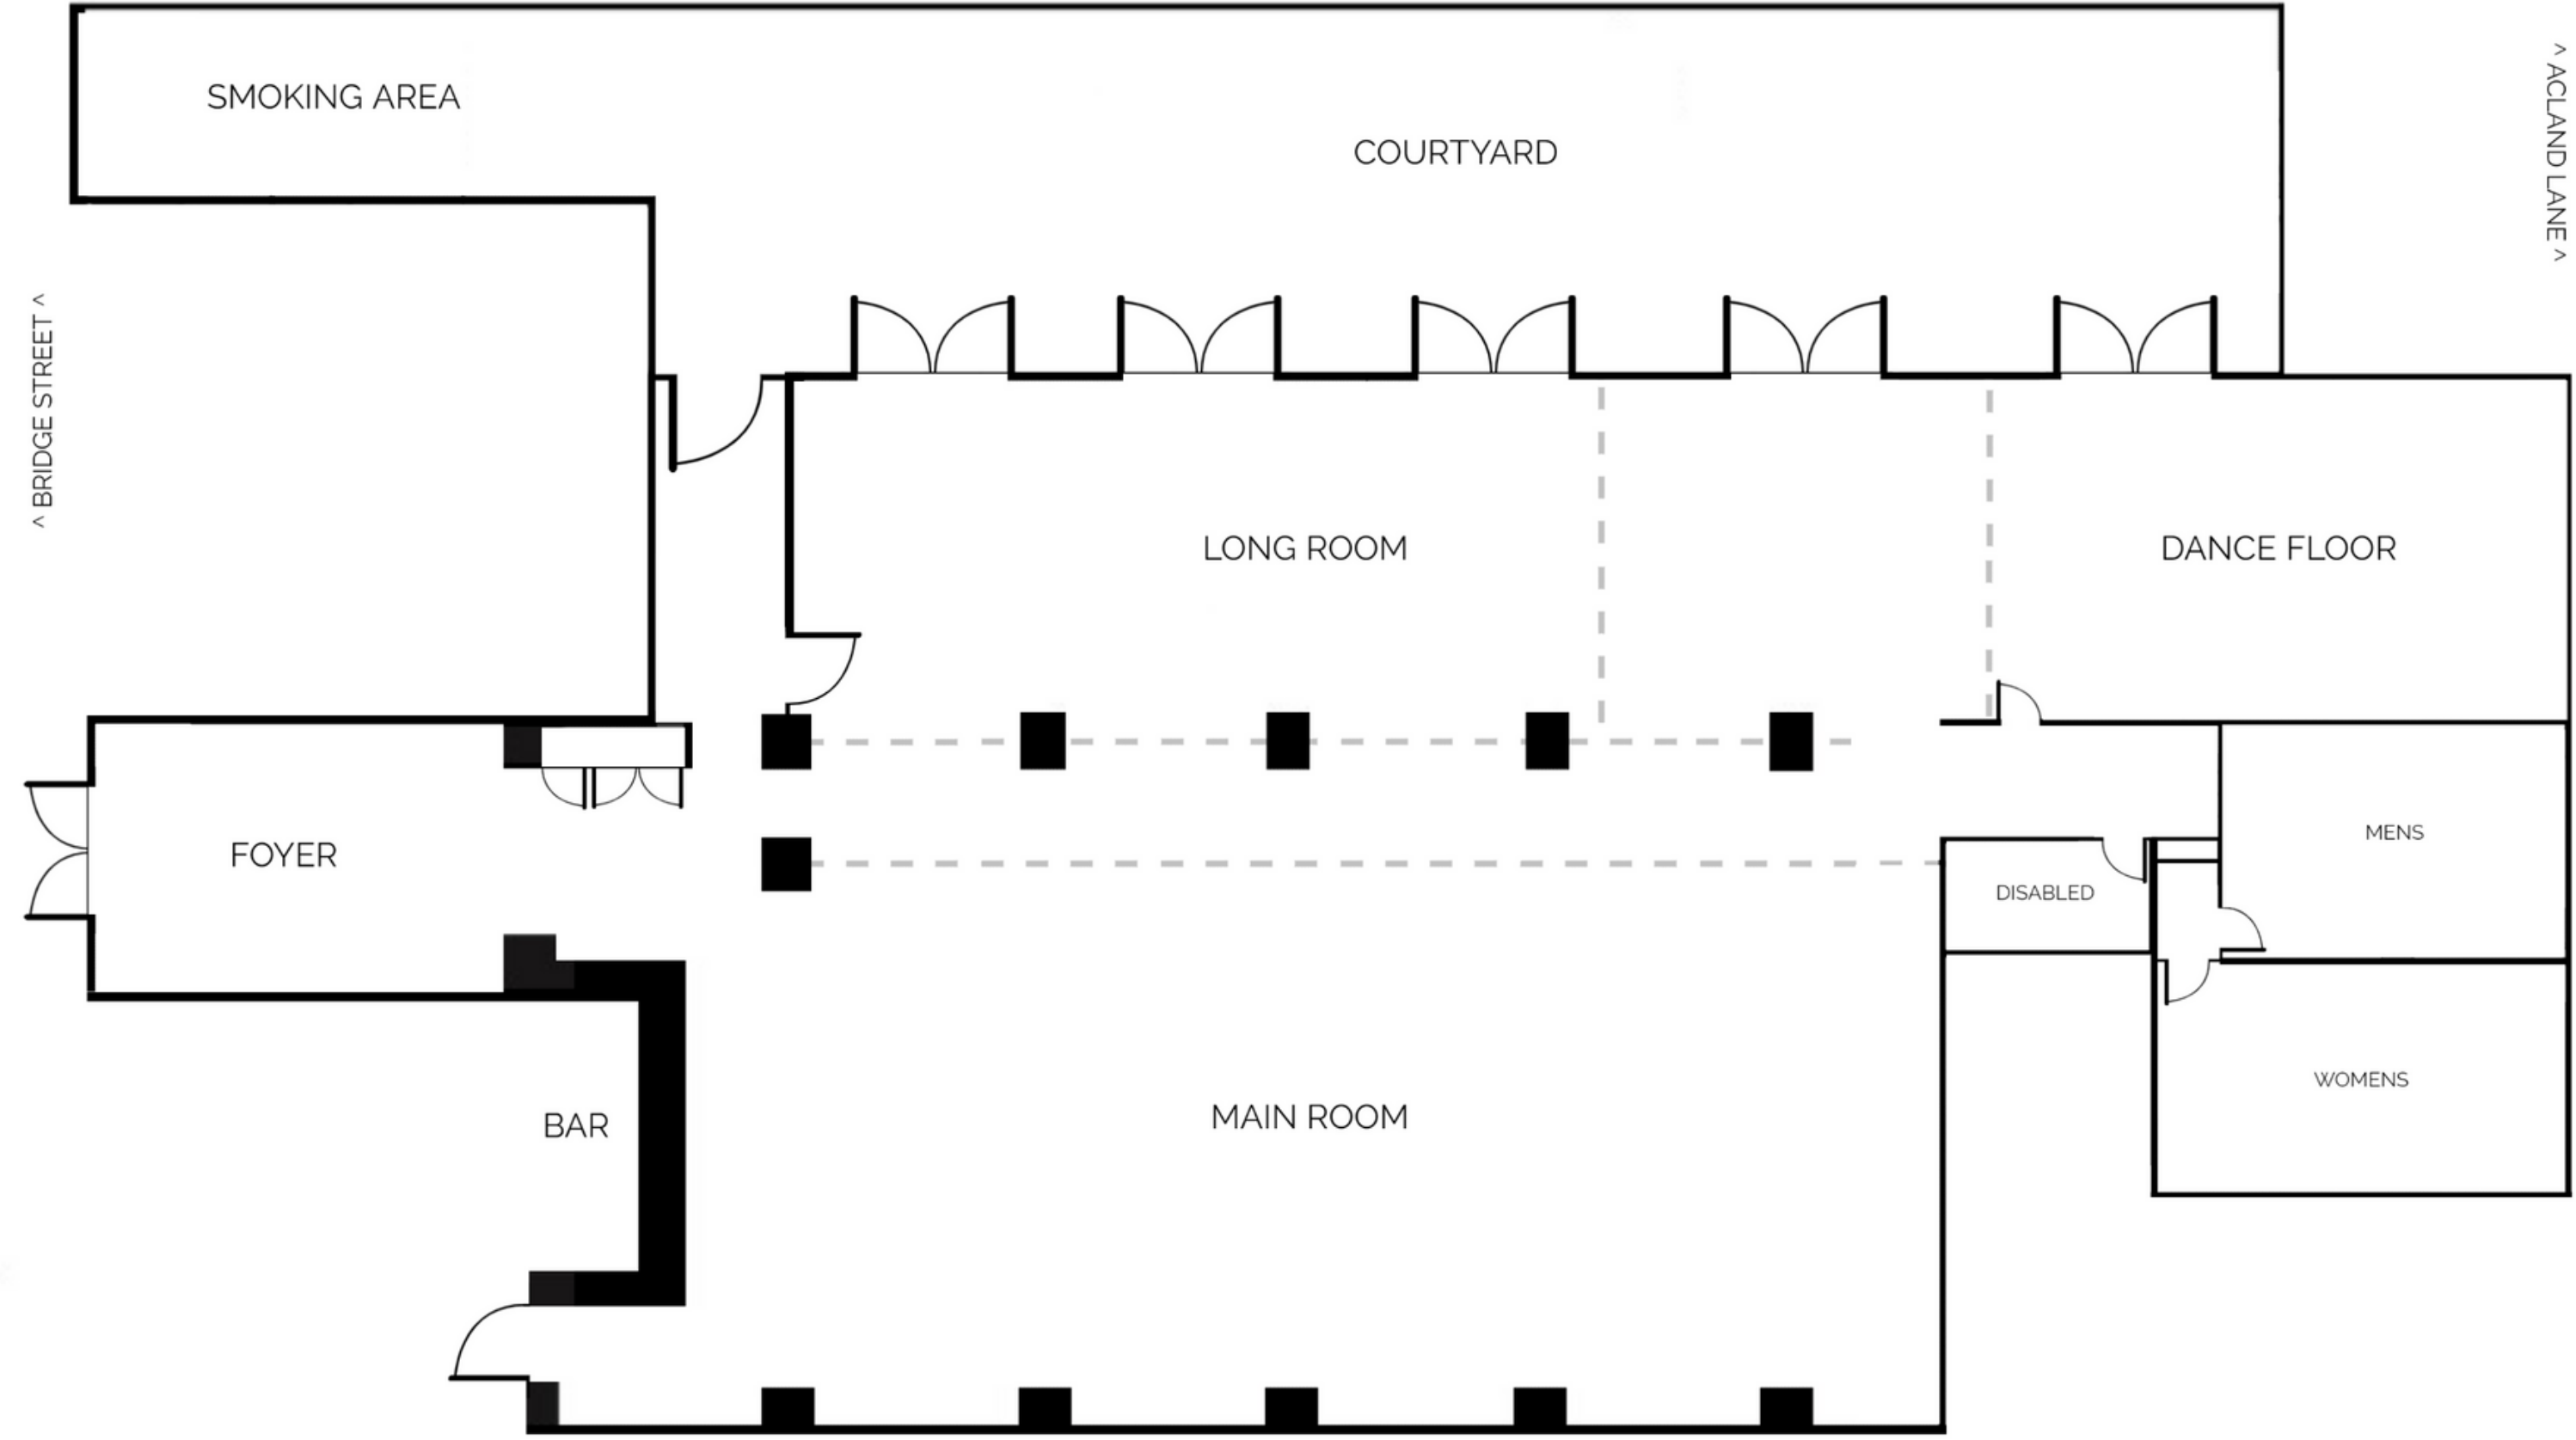 SMOKING AREA
COURTYARD
^ ACLAND LANE ^
^ BRIDGE STREET ^
LONG ROOM
DANCE FLOOR
FOYER
MENS
DISABLED
WOMENS
BAR
MAIN ROOM